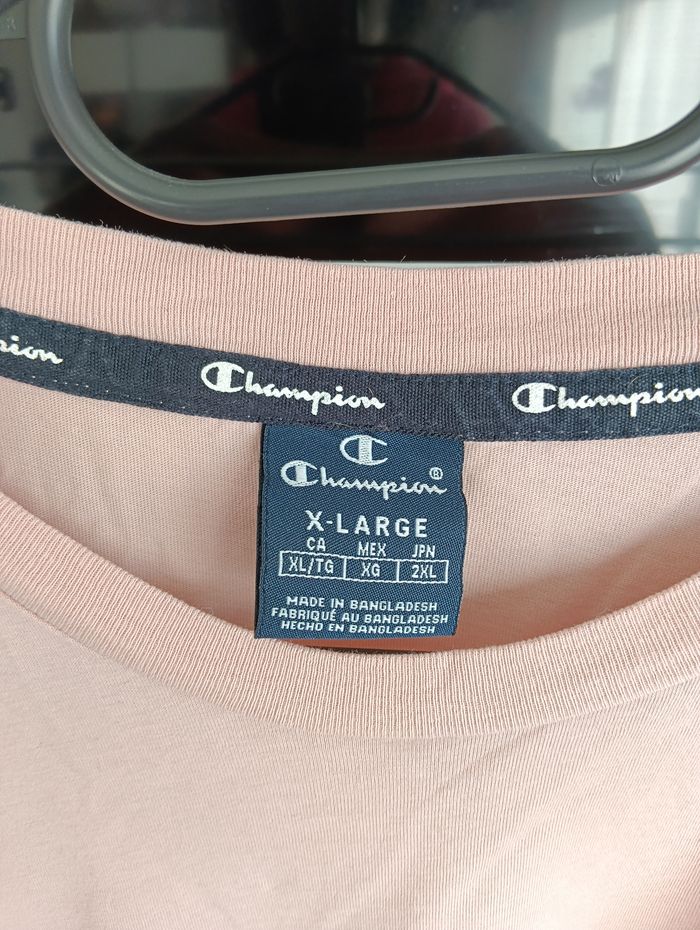 pion Champion Champion
C
Champion®
X-LARGE
CA MEX JPN
XL/TG XG 2XL
MADE IN BANGLADESH
FABRIQUÉ AU BANGLADESH
HECHO EN BANGLADESH